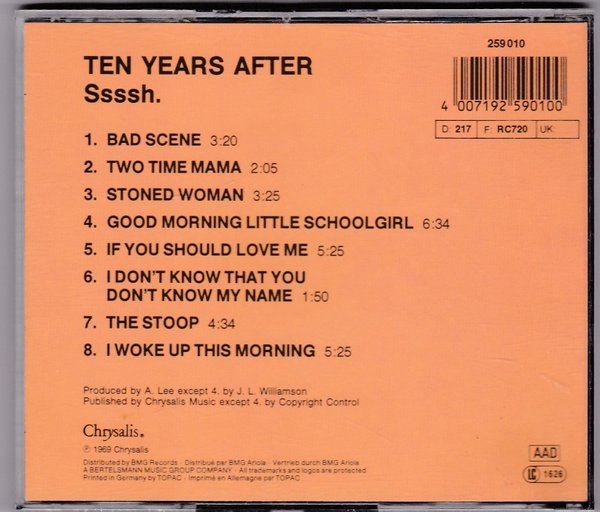 TEN YEARS AFTER
Ssssh.
259010
4 007192 590100
D: 217 F: RC720 UK:
1. BAD SCENE 3:20
2. TWO TIME MAMA 2:05
3. STONED WOMAN 3:25
4. GOOD MORNING LITTLE SCHOOLGIRL 6:34
5. IF YOU SHOULD LOVE ME 5:25
6. I DON'T KNOW THAT YOU
DON'T KNOW MY NAME 1:50
7. THE STOOP 4:34
8. I WOKE UP THIS MORNING 5:25
Produced by A. Lee except 4. by J. L. Williamson
Published by Chrysalis Music except 4. by Copyright Control
Chrysalis®
℗ 1969 Chrysalis
Distributed by BMG Records · Distribué par BMG Ariola · Vertrieb durch BMG Ariola
A BERTELSMANN MUSIC GROUP COMPANY · All trademarks and logos are protected
Printed in Germany by TOPAC · Imprimé en Allemagne par TOPAC
AAD
LC 1626